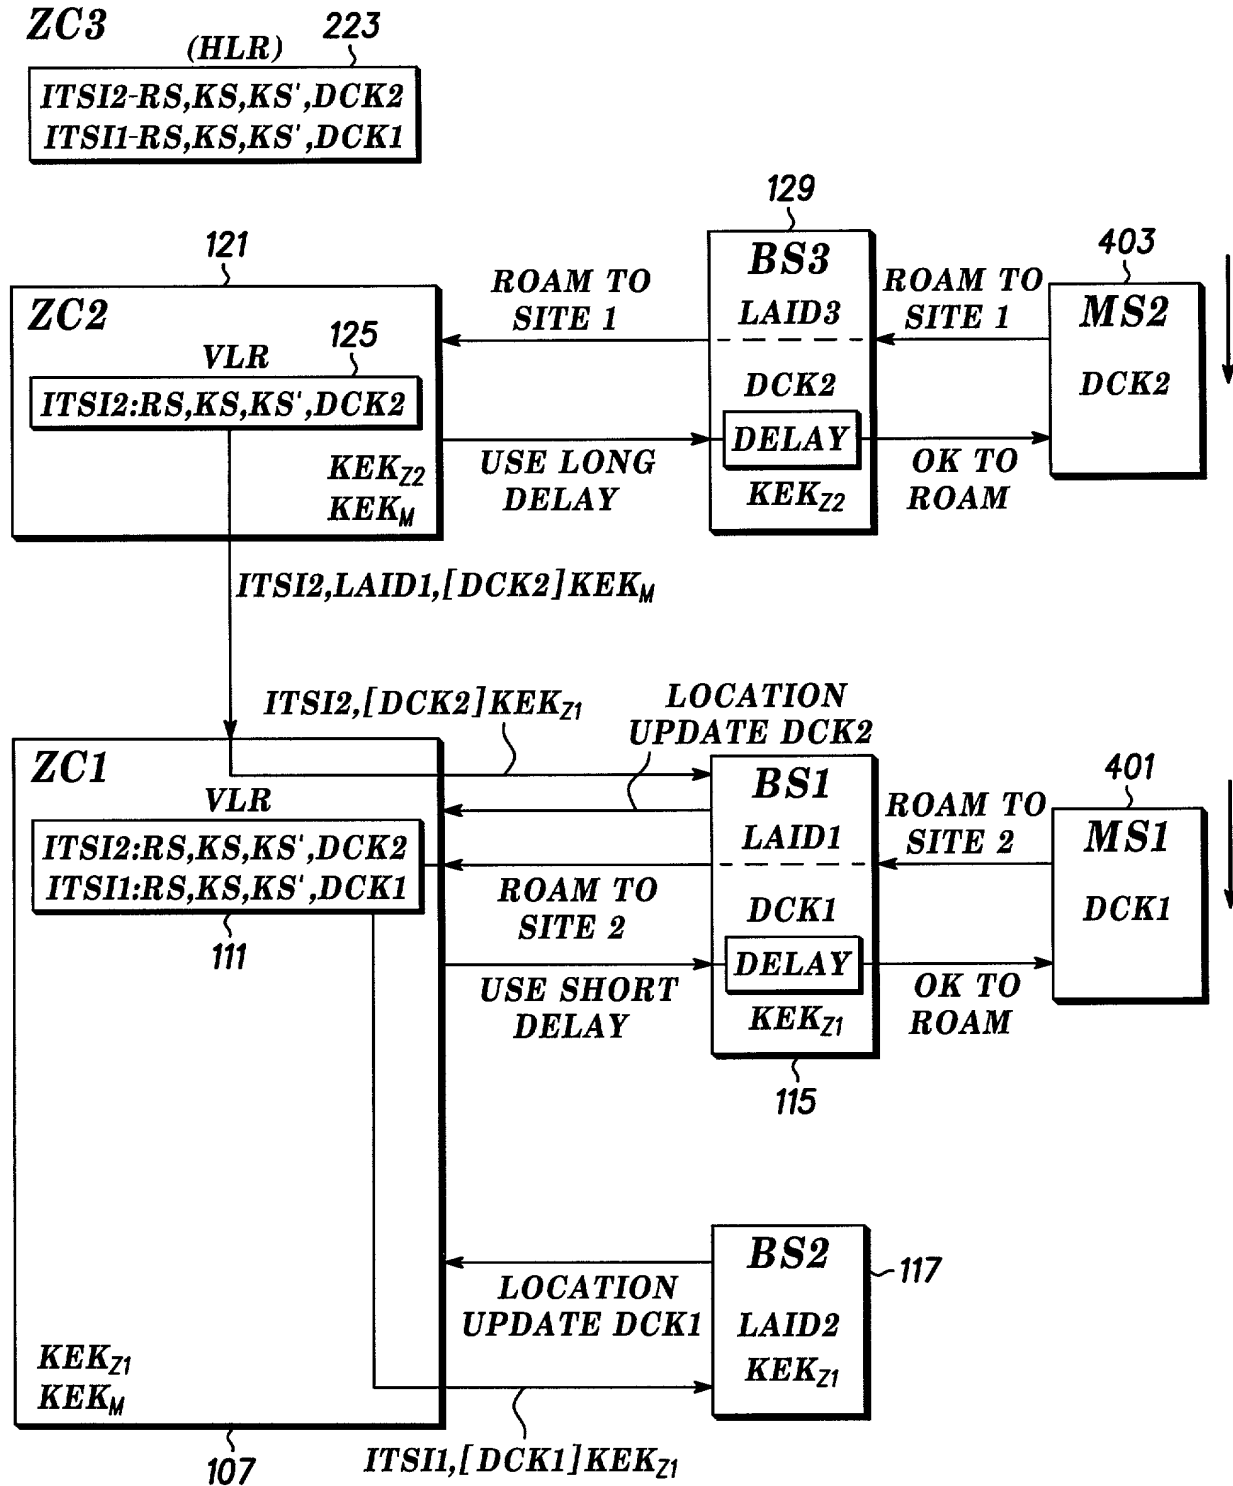 ZC3
(HLR)
223
ITSI2-RS,KS,KS',DCK2
ITSI1-RS,KS,KS',DCK1
121
ZC2
VLR
125
ITSI2:RS,KS,KS',DCK2
KEKZ2
KEKM
ROAM TO
SITE 1
USE LONG
DELAY
129
BS3
LAID3
DCK2
DELAY
KEKZ2
ROAM TO
SITE 1
OK TO
ROAM
403
MS2
DCK2
ITSI2,LAID1,[DCK2]KEKM
ITSI2,[DCK2]KEKZ1
LOCATION
UPDATE DCK2
ZC1
VLR
ITSI2:RS,KS,KS',DCK2
ITSI1:RS,KS,KS',DCK1
111
ROAM TO
SITE 2
USE SHORT
DELAY
BS1
LAID1
DCK1
DELAY
KEKZ1
115
ROAM TO
SITE 2
OK TO
ROAM
401
MS1
DCK1
LOCATION
UPDATE DCK1
BS2
LAID2
KEKZ1
117
KEKZ1
KEKM
107
ITSI1,[DCK1]KEKZ1